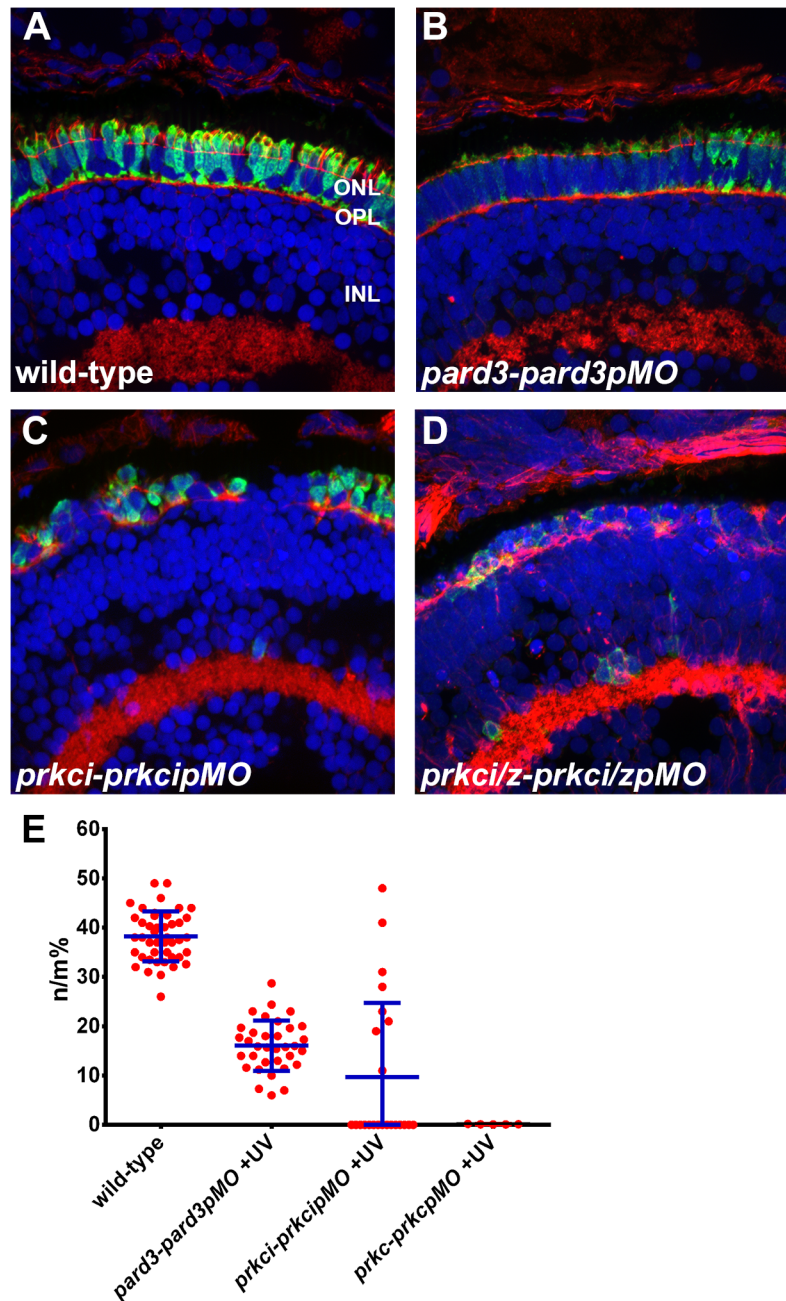 A
ONL
OPL
INL
wild-type
B
pard3-pard3pMO
C
prkci-prkcipMO
D
prkci/z-prkci/zpMO
E
60
50
40
30
20
10
0
n/m%
wild-type
pard3-pard3pMO +UV
prkci-prkcipMO +UV
prkc-prkcpMO +UV